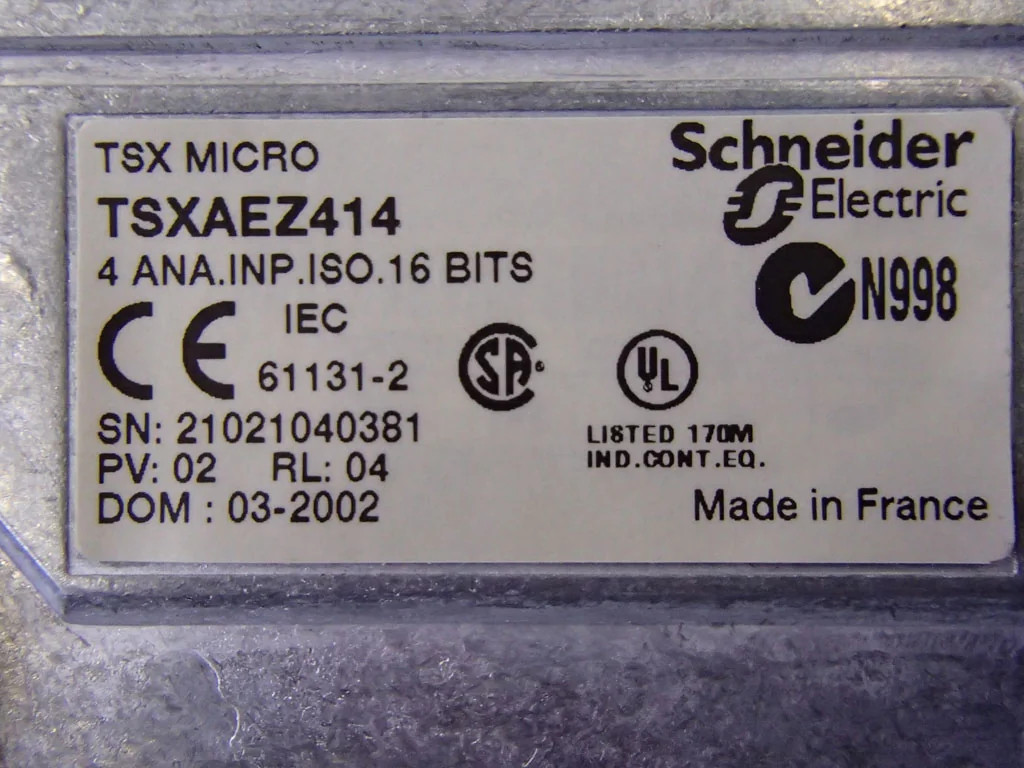 TSX MICRO
Schneider
Electric
TSXAEZ414
4 ANA.INP.ISO.16 BITS
N998
CE
IEC
61131-2
SA
UL
SN: 21021040381
LISTED 170M
PV: 02 RL: 04
IND.CONT.EQ.
DOM : 03-2002
Made in France